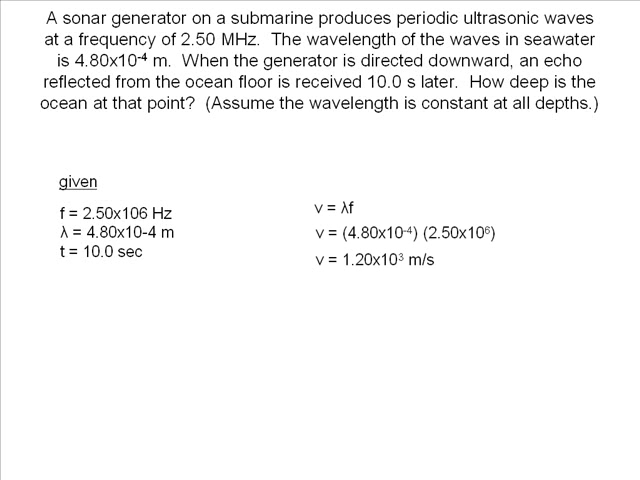 A sonar generator on a submarine produces periodic ultrasonic waves
at a frequency of 2.50 MHz.  The wavelength of the waves in seawater
is 4.80x10⁻⁴ m.  When the generator is directed downward, an echo
reflected from the ocean floor is received 10.0 s later.  How deep is the
ocean at that point?  (Assume the wavelength is constant at all depths.)
given
f = 2.50x106 Hz
λ = 4.80x10-4 m
t = 10.0 sec
v = λf
v = (4.80x10⁻⁴) (2.50x10⁶)
v = 1.20x10³ m/s